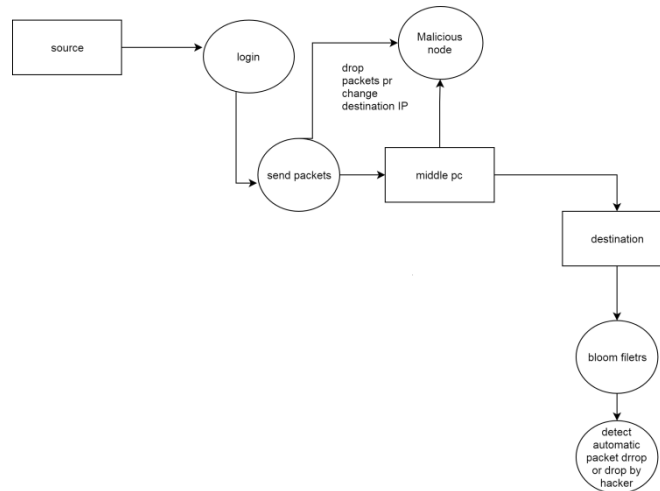 source
login
Malicious
node
drop
packets pr
change
destination IP
send packets
middle pc
destination
bloom filetrs
detect
automatic
packet drrop
or drop by
hacker